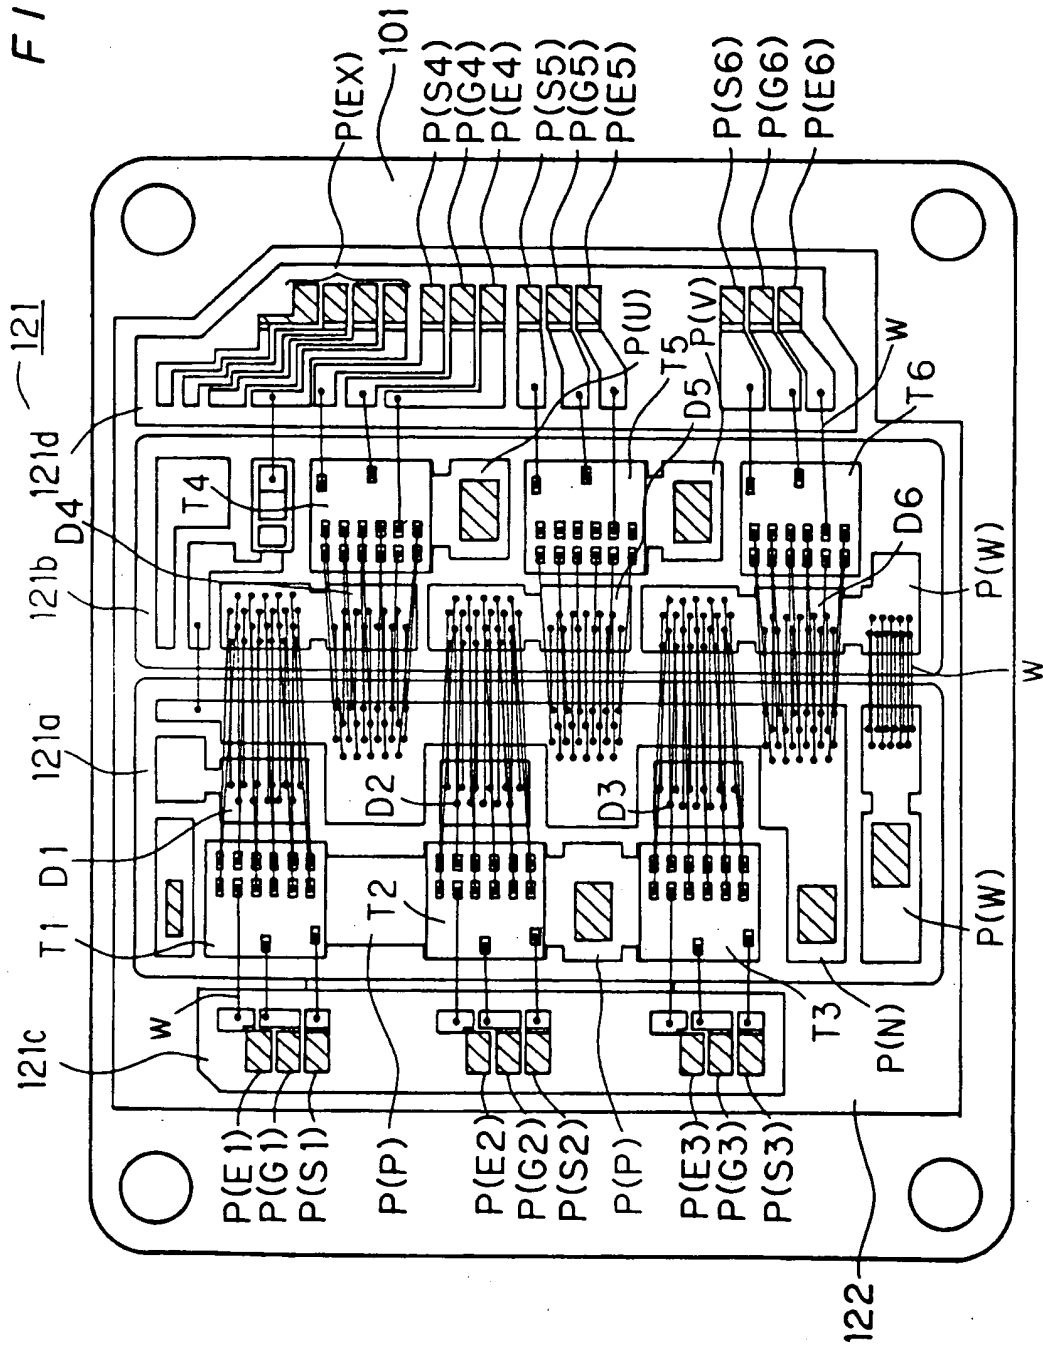 F I
121
121c
121a
121b
121d
T1
D1
D4
T4
P(EX)
101
P(S4)
P(G4)
P(E4)
P(S5)
P(G5)
P(E5)
P(S6)
P(G6)
P(E6)
P(U)
T5
D5
P(V)
W
T6
D6
P(W)
W
P(W)
P(N)
T3
D3
D2
T2
W
P(E1)
P(G1)
P(S1)
P(P)
P(E2)
P(G2)
P(S2)
P(P)
P(E3)
P(G3)
P(S3)
122